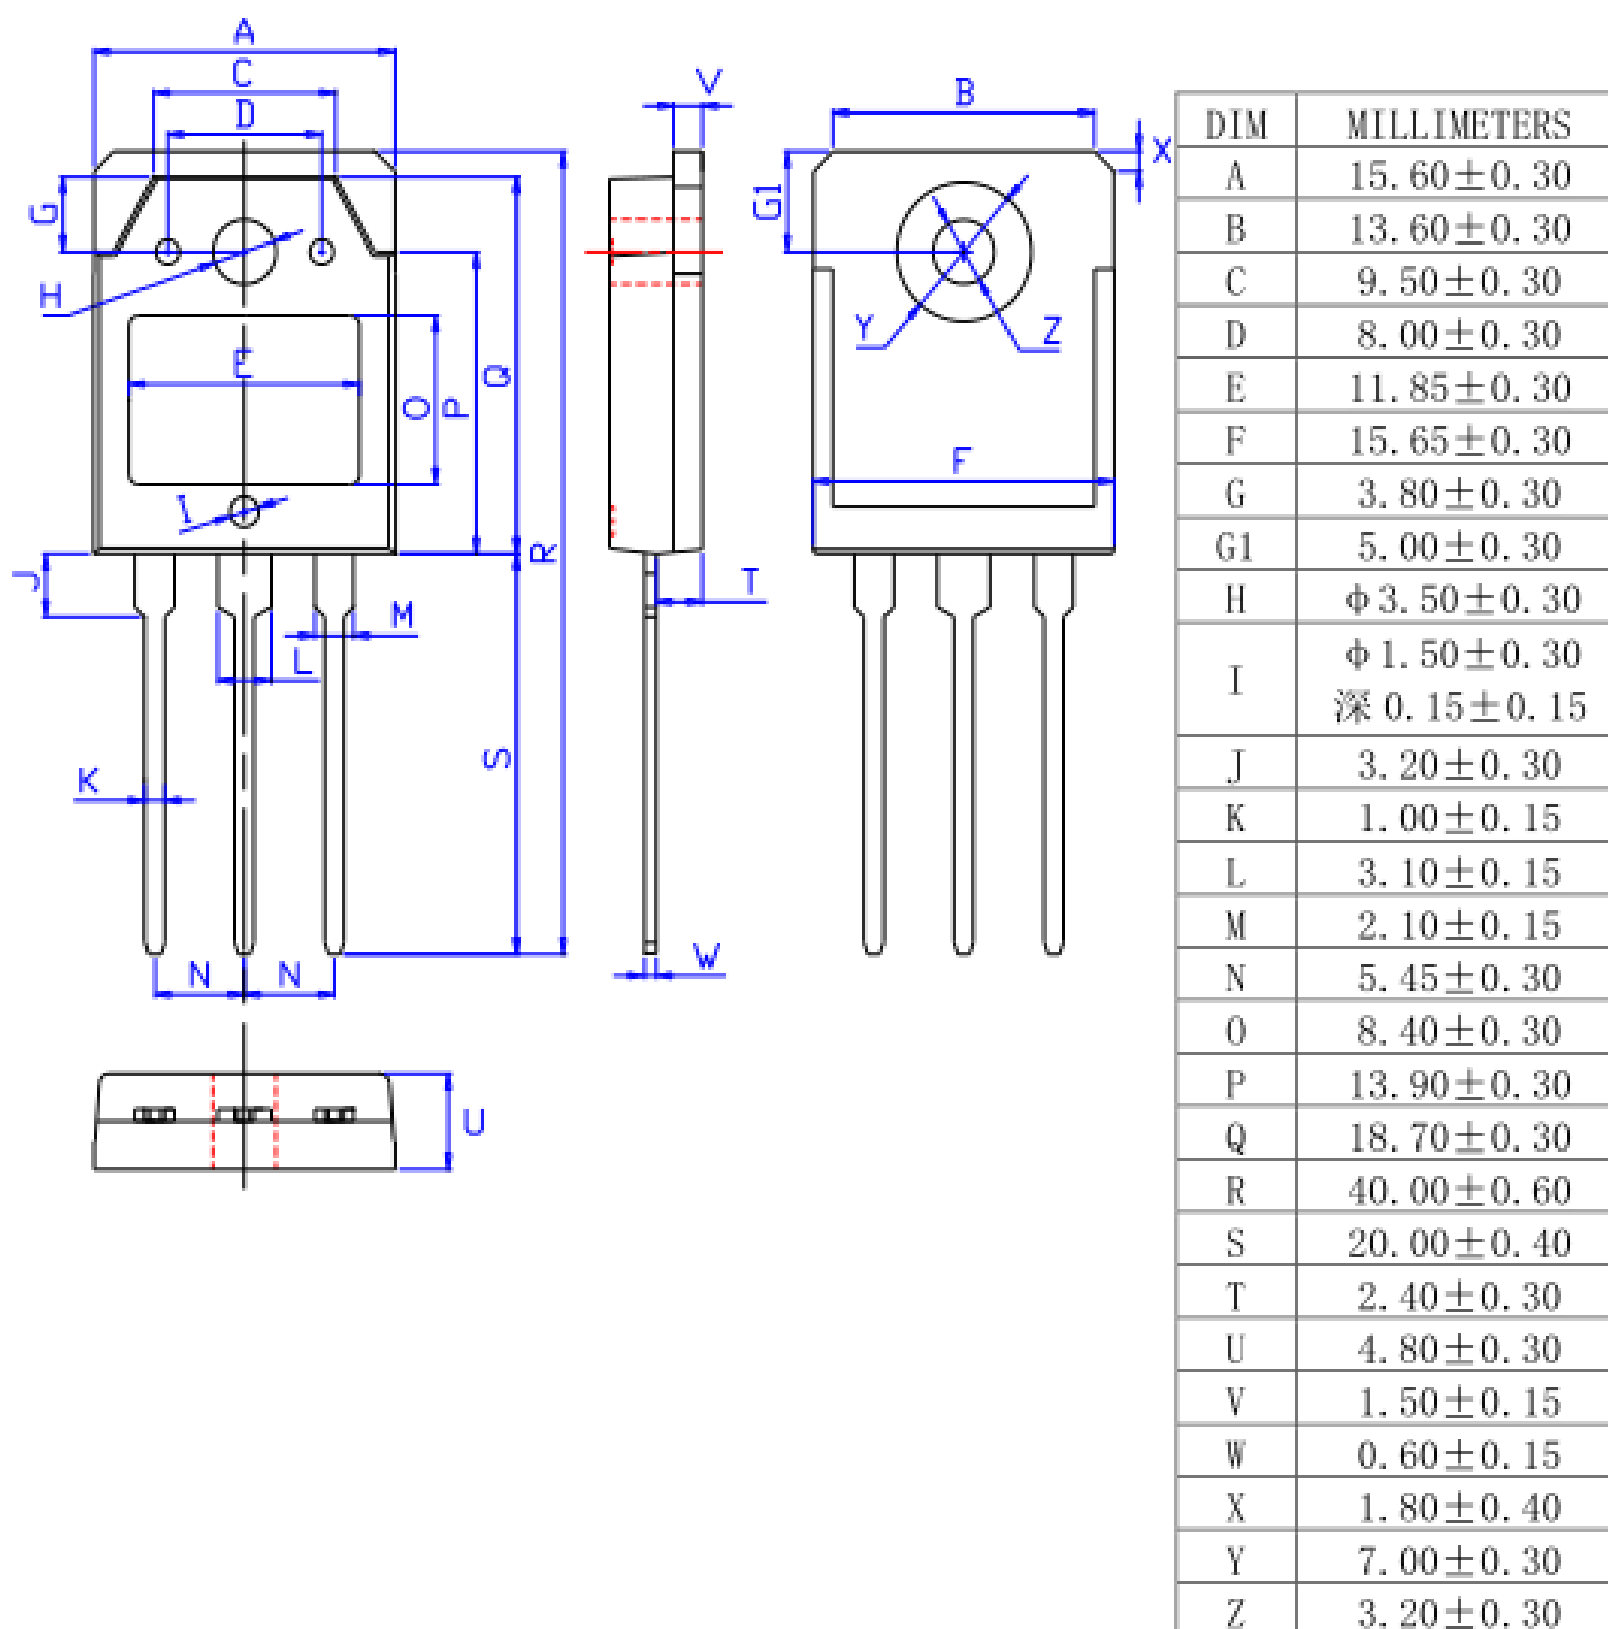 A
C
D
G
H
E
O
P
Q
I
R
J
M
L
K
S
N N
U
V
T
W
B
X
G1
Y
Z
F
DIM MILLIMETERS
A 15.60±0.30
B 13.60±0.30
C 9.50±0.30
D 8.00±0.30
E 11.85±0.30
F 15.65±0.30
G 3.80±0.30
G1 5.00±0.30
H φ3.50±0.30
I φ1.50±0.30
深 0.15±0.15
J 3.20±0.30
K 1.00±0.15
L 3.10±0.15
M 2.10±0.15
N 5.45±0.30
O 8.40±0.30
P 13.90±0.30
Q 18.70±0.30
R 40.00±0.60
S 20.00±0.40
T 2.40±0.30
U 4.80±0.30
V 1.50±0.15
W 0.60±0.15
X 1.80±0.40
Y 7.00±0.30
Z 3.20±0.30